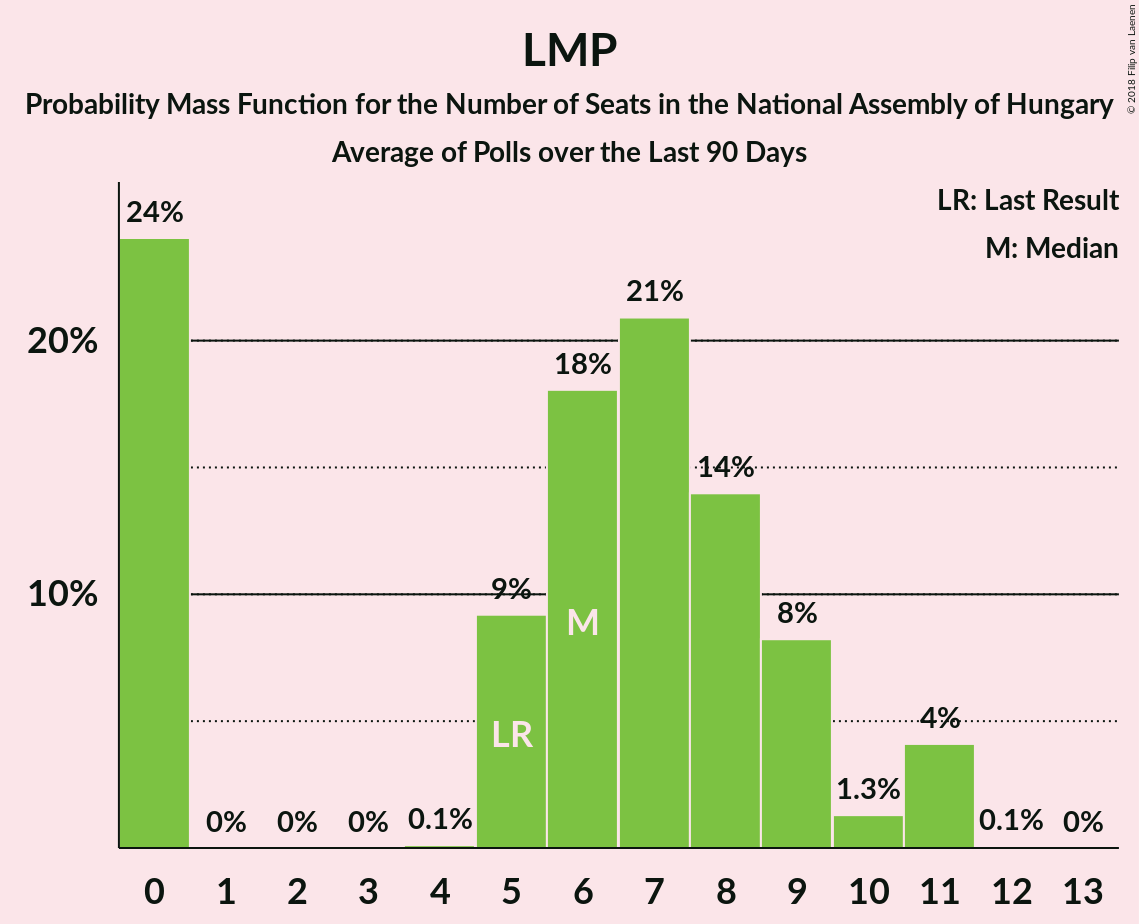 © 2018 Filip van Laenen
LMP
Probability Mass Function for the Number of Seats in the National Assembly of Hungary
Average of Polls over the Last 90 Days
LR: Last Result
M: Median
24%
21%
20%
18%
14%
10%
9%
8%
M
LR
4%
1.3%
0% 0% 0% 0.1% 0.1% 0%
0 1 2 3 4 5 6 7 8 9 10 11 12 13